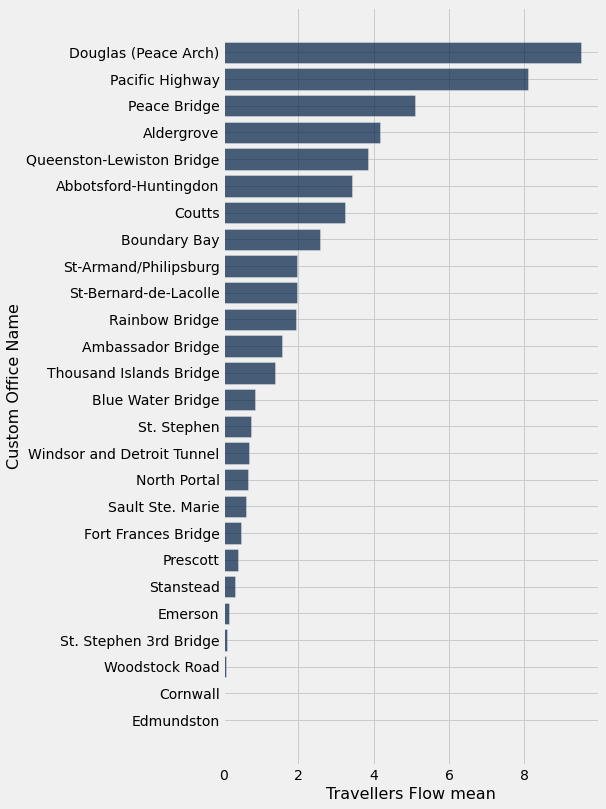 Custom Office Name
Douglas (Peace Arch)
Pacific Highway
Peace Bridge
Aldergrove
Queenston-Lewiston Bridge
Abbotsford-Huntingdon
Coutts
Boundary Bay
St-Armand/Philipsburg
St-Bernard-de-Lacolle
Rainbow Bridge
Ambassador Bridge
Thousand Islands Bridge
Blue Water Bridge
St. Stephen
Windsor and Detroit Tunnel
North Portal
Sault Ste. Marie
Fort Frances Bridge
Prescott
Stanstead
Emerson
St. Stephen 3rd Bridge
Woodstock Road
Cornwall
Edmundston
0 2 4 6 8
Travellers Flow mean